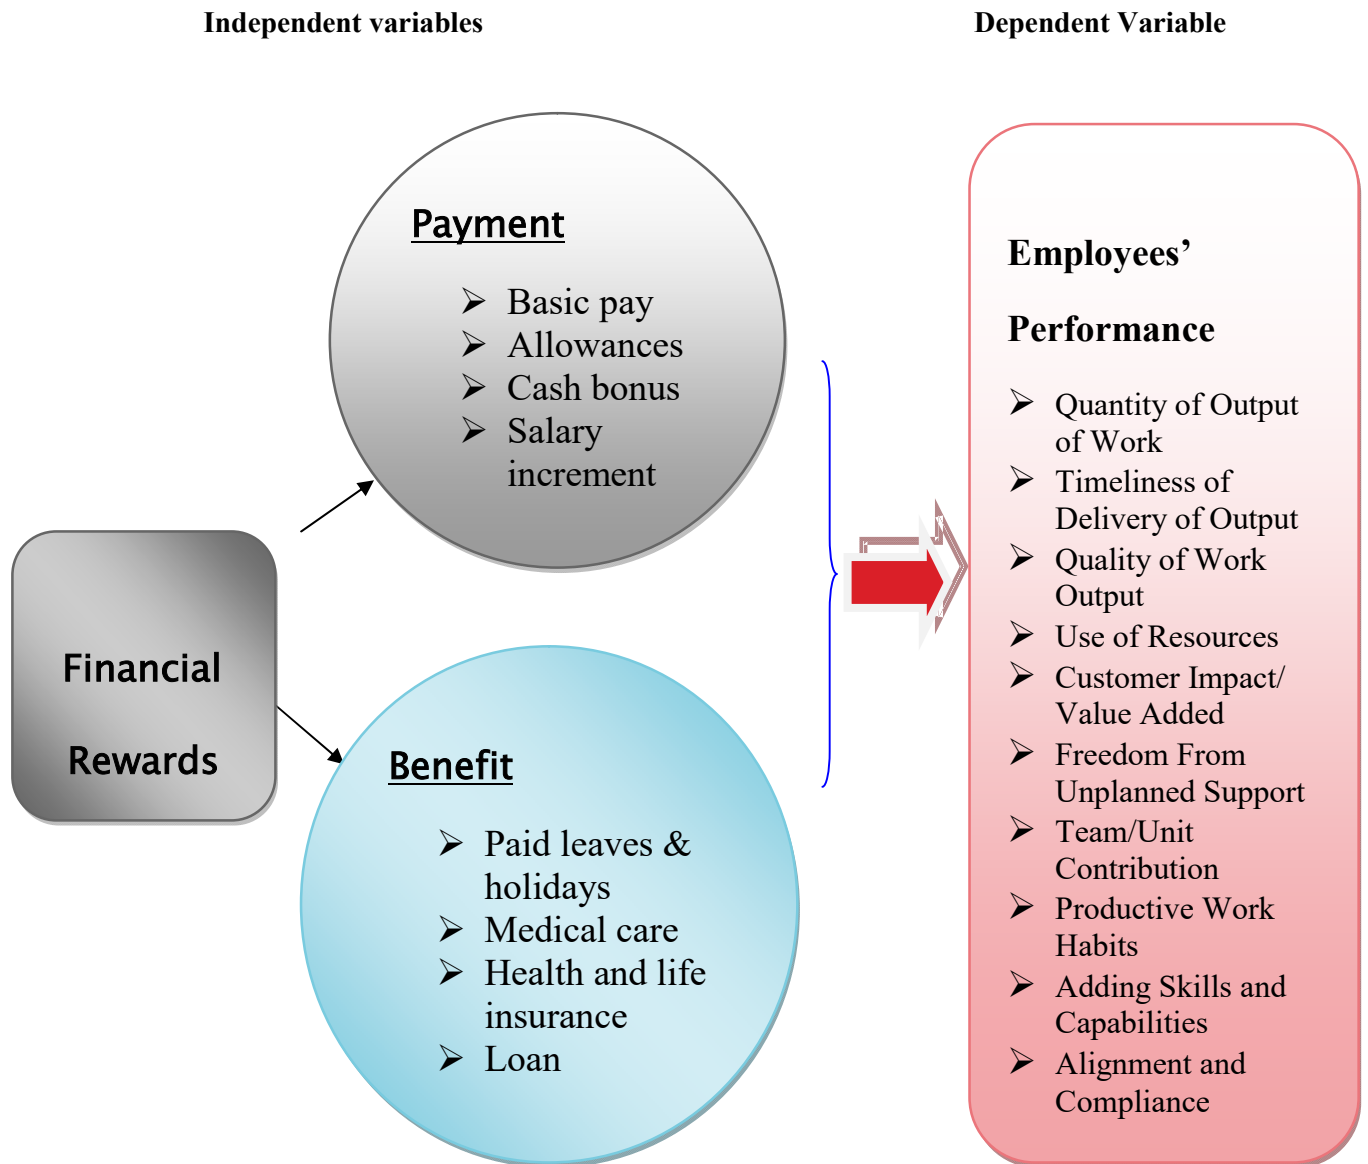 Independent variables
Dependent Variable
Payment
➢ Basic pay
➢ Allowances
➢ Cash bonus
➢ Salary
increment
Financial
Rewards
Benefit
➢ Paid leaves &
holidays
➢ Medical care
➢ Health and life
insurance
➢ Loan
Employees’
Performance
➢ Quantity of Output
of Work
➢ Timeliness of
Delivery of Output
➢ Quality of Work
Output
➢ Use of Resources
➢ Customer Impact/
Value Added
➢ Freedom From
Unplanned Support
➢ Team/Unit
Contribution
➢ Productive Work
Habits
➢ Adding Skills and
Capabilities
➢ Alignment and
Compliance